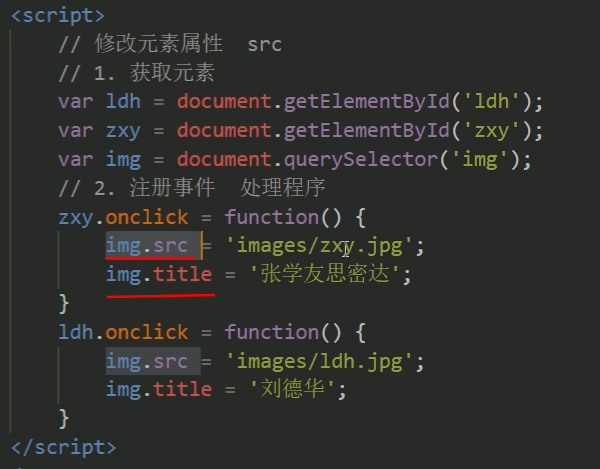 <script>
// 修改元素属性  src
// 1. 获取元素
var ldh = document.getElementById('ldh');
var zxy = document.getElementById('zxy');
var img = document.querySelector('img');
// 2. 注册事件  处理程序
zxy.onclick = function() {
img.src = 'images/zxy.jpg';
img.title = '张学友思密达';
}
ldh.onclick = function() {
img.src = 'images/ldh.jpg';
img.title = '刘德华';
}
</script>